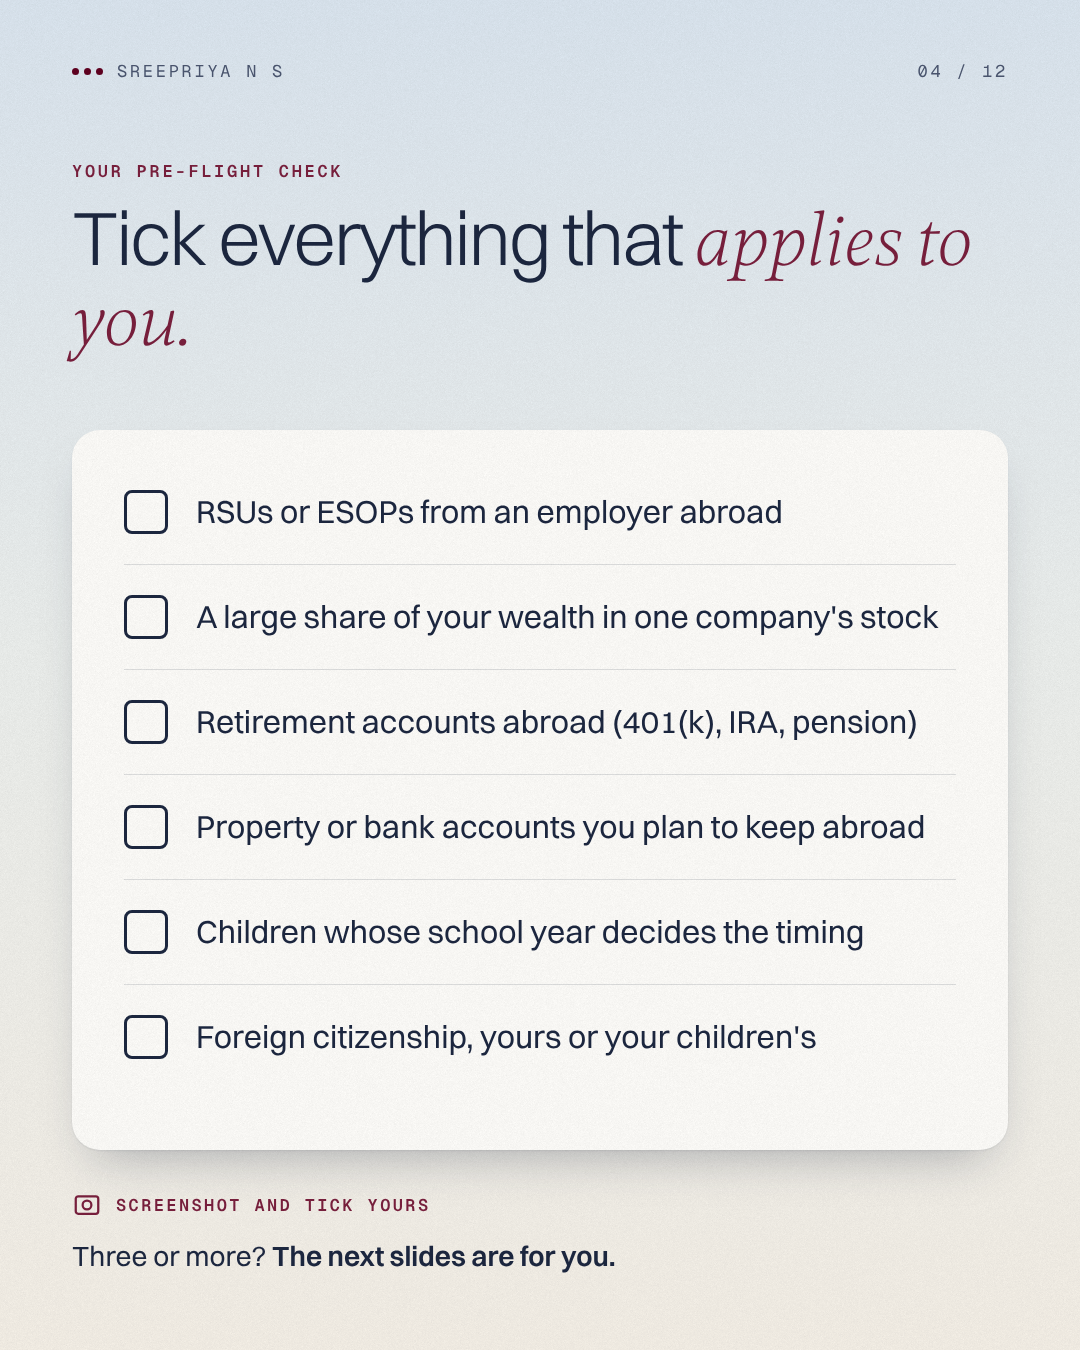 SREEPRIYA N S
04 / 12
YOUR PRE-FLIGHT CHECK
Tick everything that applies to
you.
RSUs or ESOPs from an employer abroad
A large share of your wealth in one company's stock
Retirement accounts abroad (401(k), IRA, pension)
Property or bank accounts you plan to keep abroad
Children whose school year decides the timing
Foreign citizenship, yours or your children's
SCREENSHOT AND TICK YOURS
Three or more? The next slides are for you.